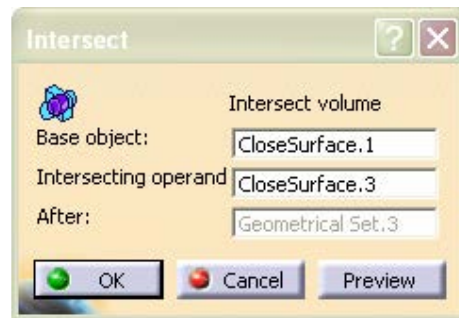 Intersect
Intersect volume
Base object: CloseSurface.1
Intersecting operand CloseSurface.3
After: Geometrical Set.3
OK Cancel Preview